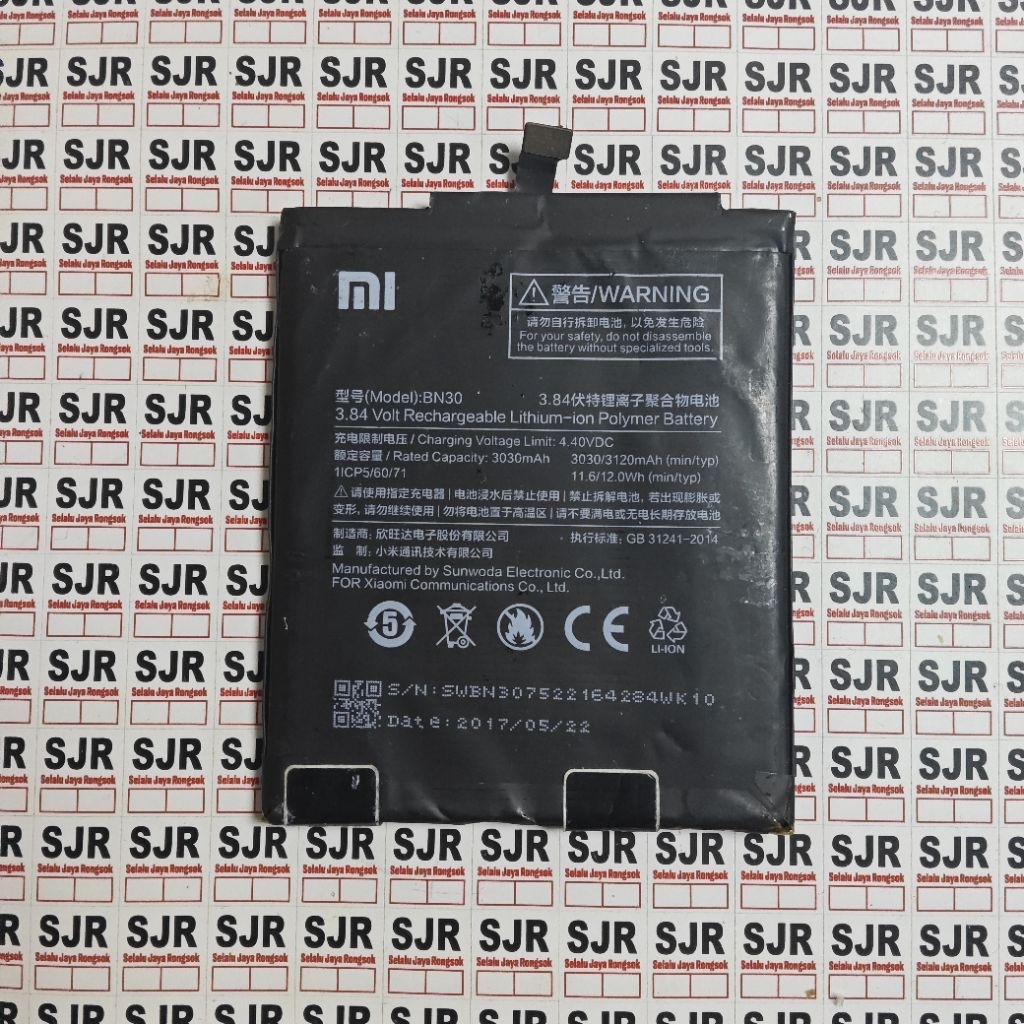 SJR
Selalu Jaya Rongsok
MI
警告/WARNING
请勿自行拆卸电池，以免发生危险
For your safety, do not disassemble
the battery without specialized tools.
型号(Model):BN30 3.84伏特锂离子聚合物电池
3.84 Volt Rechargeable Lithium-ion Polymer Battery
充电限制电压 / Charging Voltage Limit: 4.40VDC
额定容量 / Rated Capacity: 3030mAh 3030/3120mAh (min/typ)
1ICP5/60/71 11.6/12.0Wh (min/typ)
请使用指定充电器 | 电池浸水后禁止使用 | 禁止拆解电池，若出现膨胀或
变形，请勿继续使用 | 勿将电池置于高温区 | 请不要满电或无电长期存放电池
制造商：欣旺达电子股份有限公司 · 执行标准：GB 31241-2014
监 制：小米通讯技术有限公司
Manufactured by Sunwoda Electronic Co.,Ltd.
FOR Xiaomi Communications Co., Ltd.
5 CE
LI-ION
S/N: SWBN307522164284WK10
Date: 2017/05/22